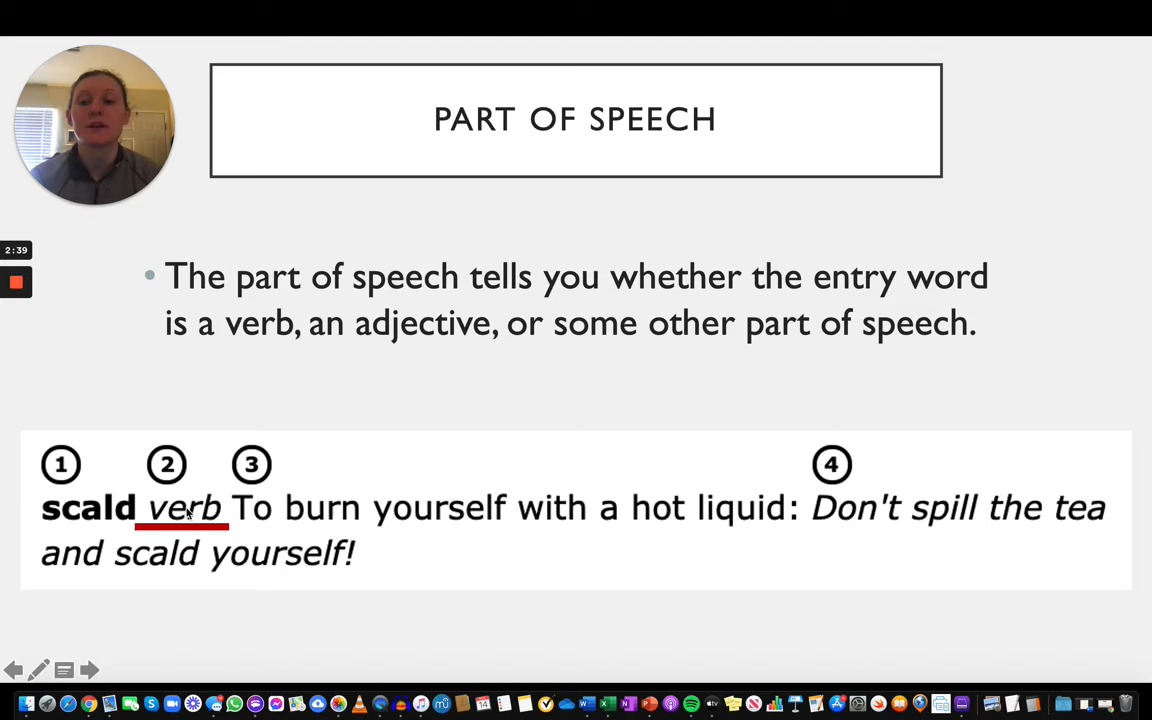 PART OF SPEECH
2:39
• The part of speech tells you whether the entry word
is a verb, an adjective, or some other part of speech.
1 2 3 4
scald verb To burn yourself with a hot liquid: Don't spill the tea
and scald yourself!
14